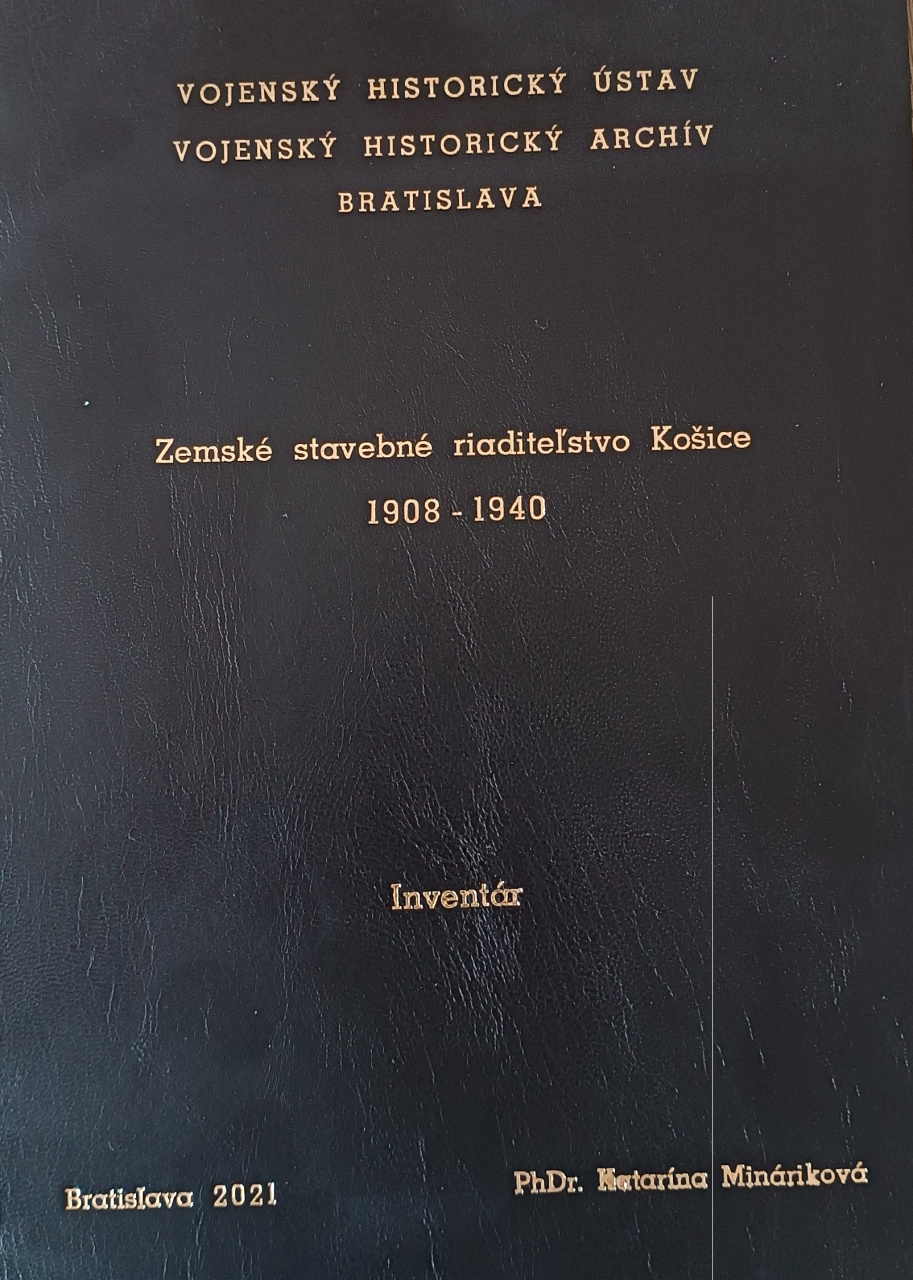 VOJENSKÝ HISTORICKÝ ÚSTAV
VOJENSKÝ HISTORICKÝ ARCHÍV
BRATISLAVA
Zemské stavebné riaditeľstvo Košice
1908 - 1940
Inventár
Bratislava 2021
PhDr. Katarína Mináriková